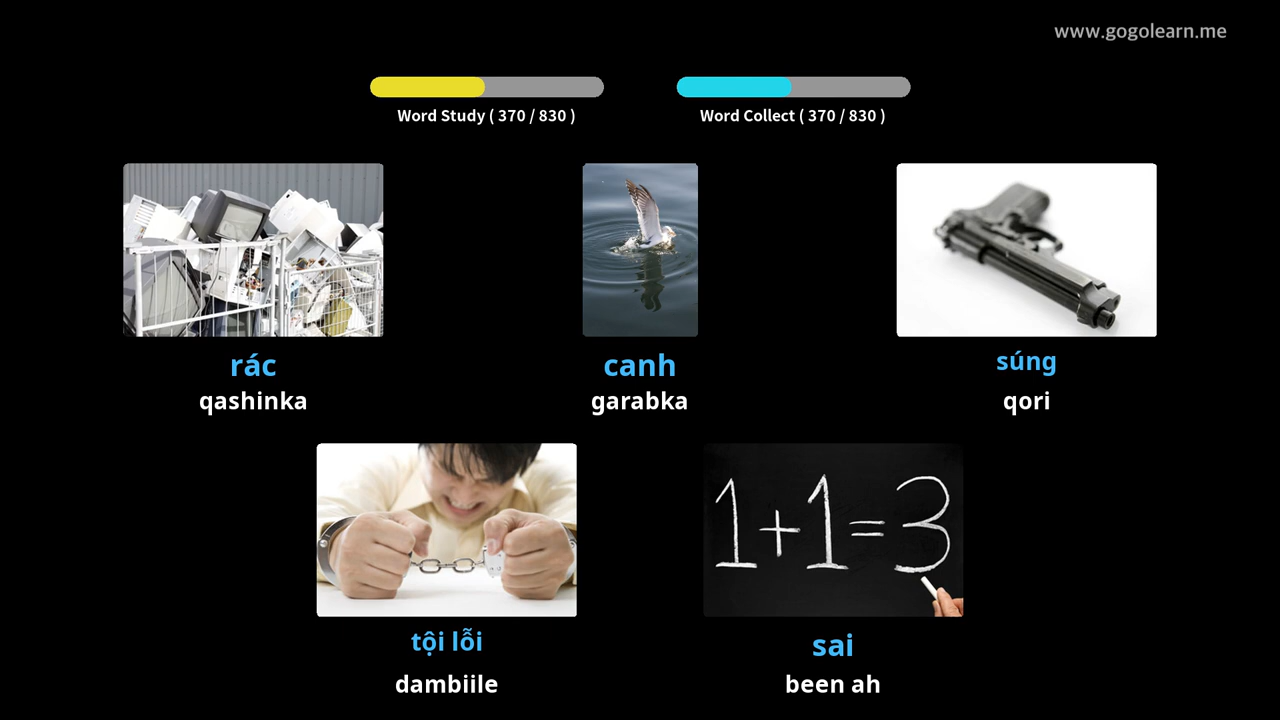 www.gogolearn.me
Word Study ( 370 / 830 )
Word Collect ( 370 / 830 )
rác
qashinka
canh
garabka
súng
qori
1+1=3
tội lỗi
dambiile
sai
been ah